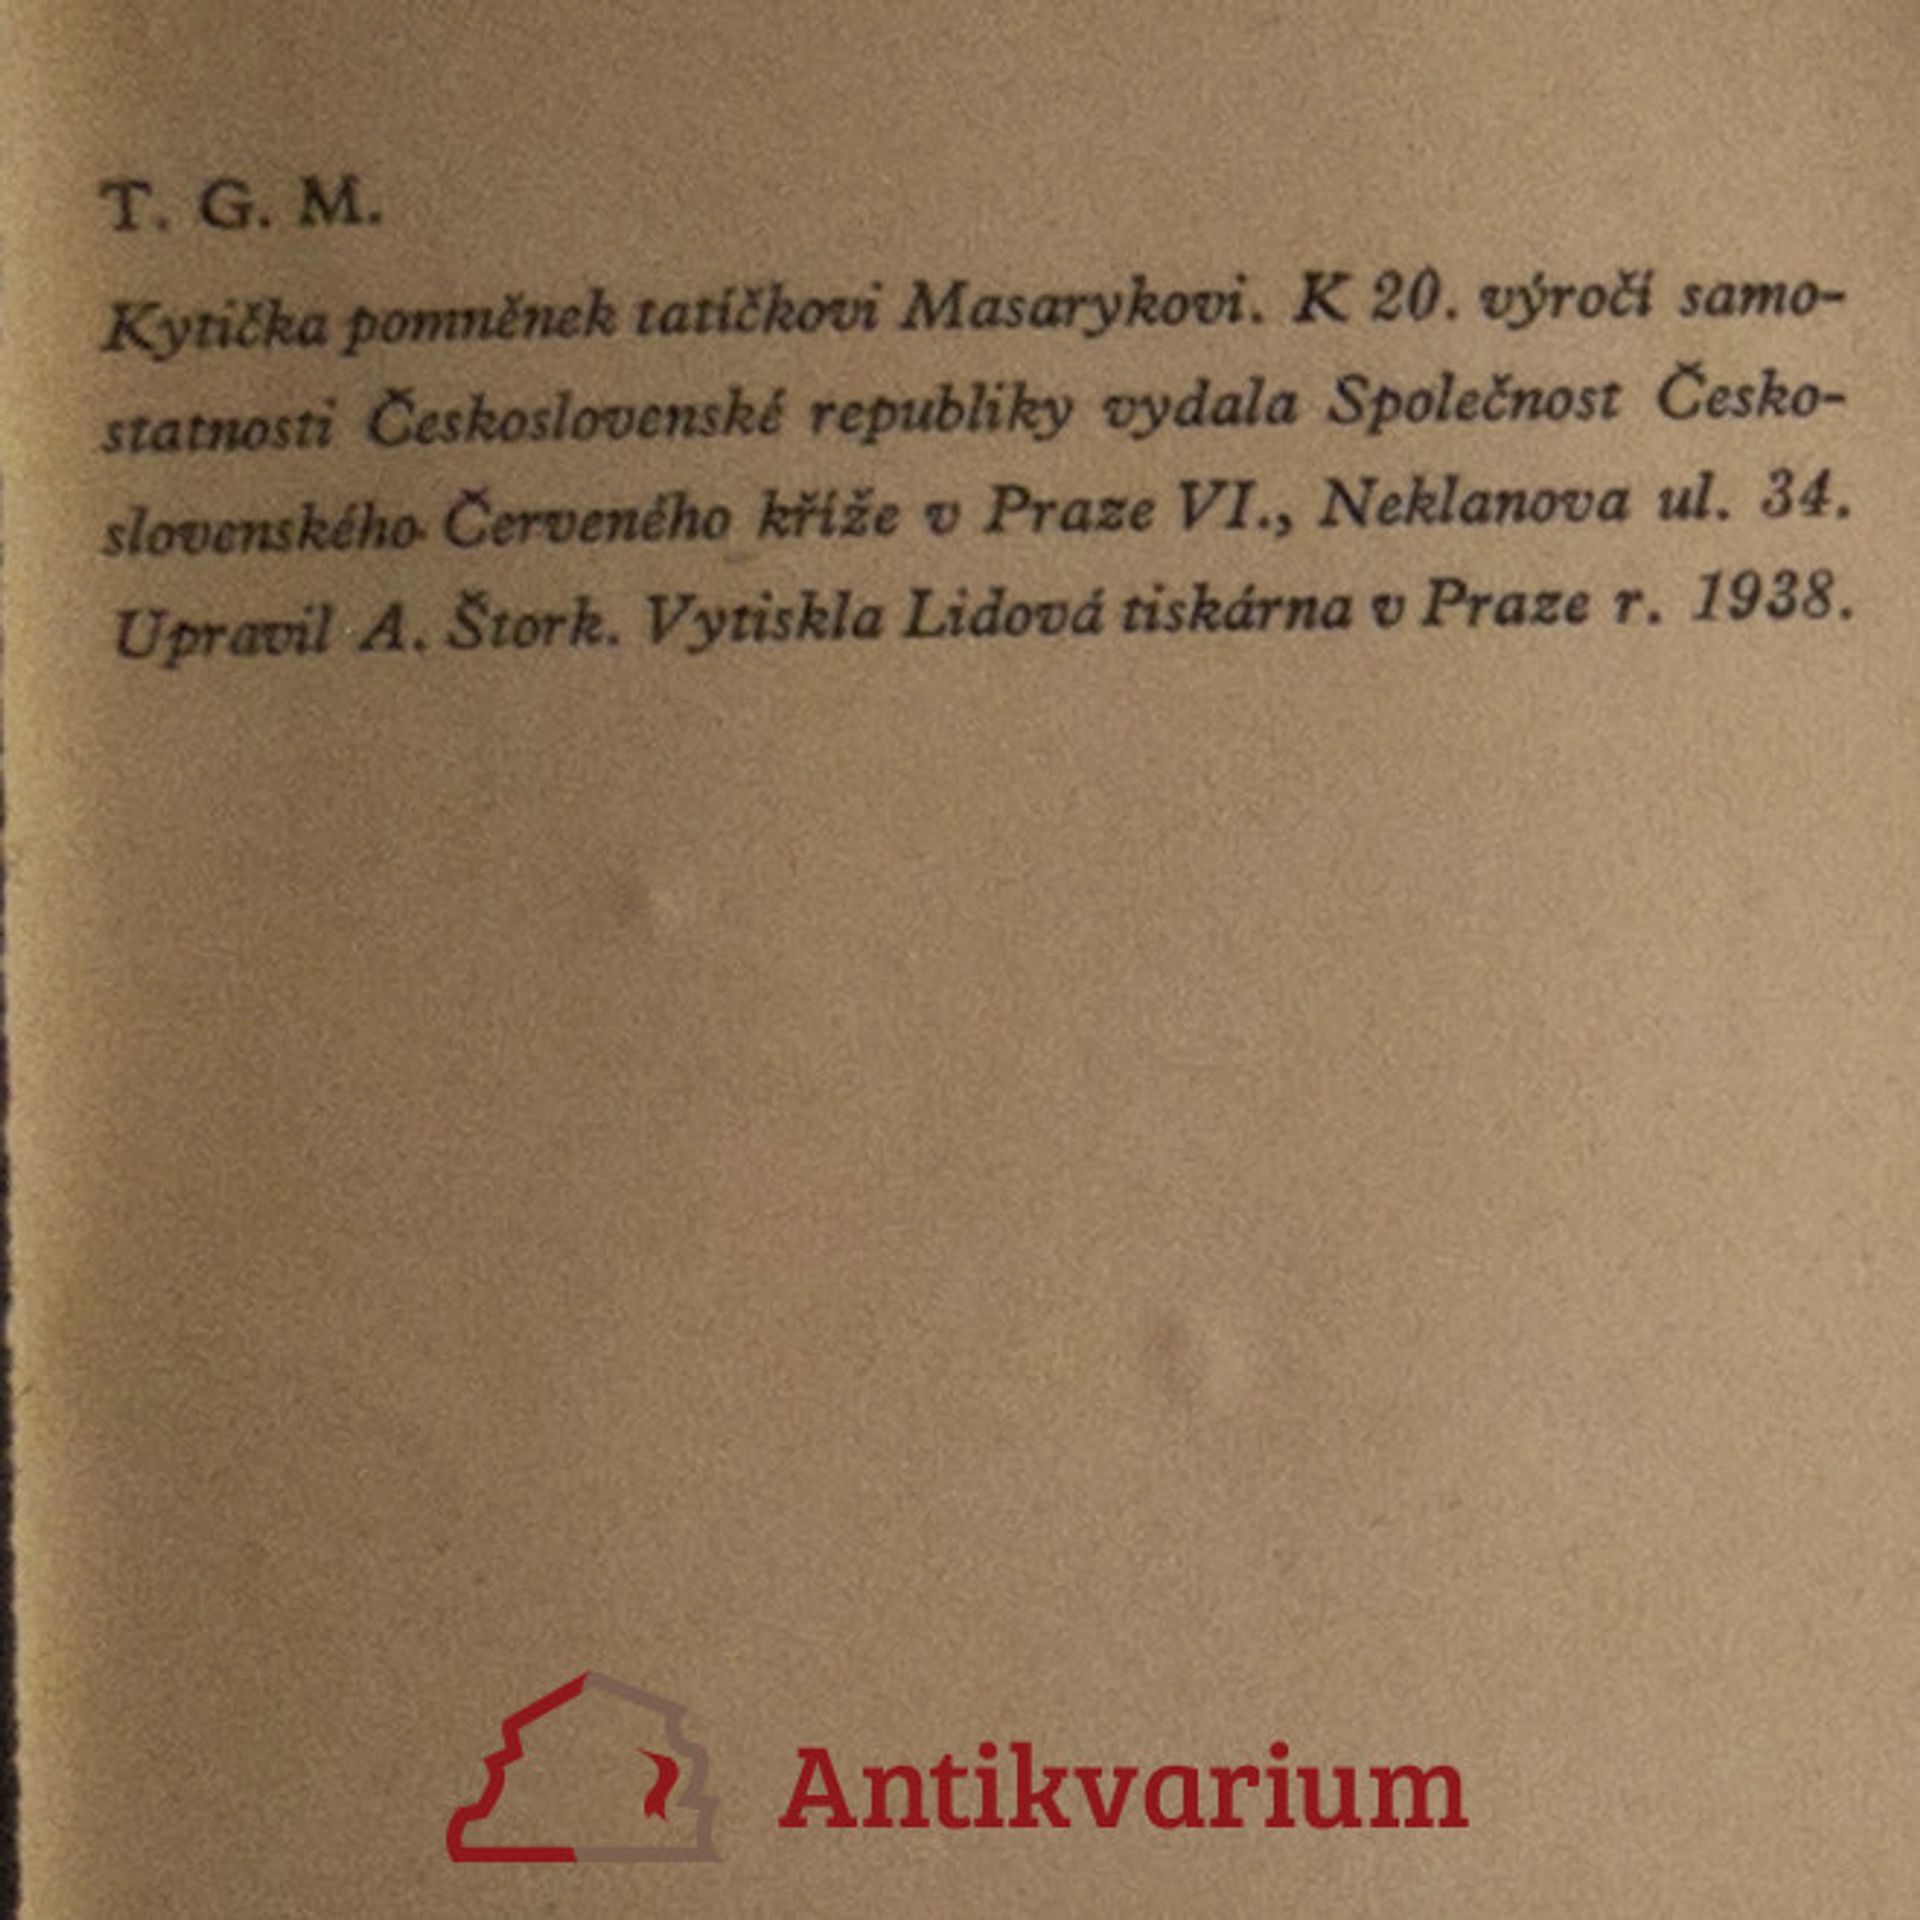 T. G. M.
Kytička pomněnek tatíčkovi Masarykovi. K 20. výročí samo-
statnosti Československé republiky vydala Společnost Česko-
slovenského Červeného kříže v Praze VI., Neklanova ul. 34.
Upravil A. Štork. Vytiskla Lidová tiskárna v Praze r. 1938.
Antikvarium